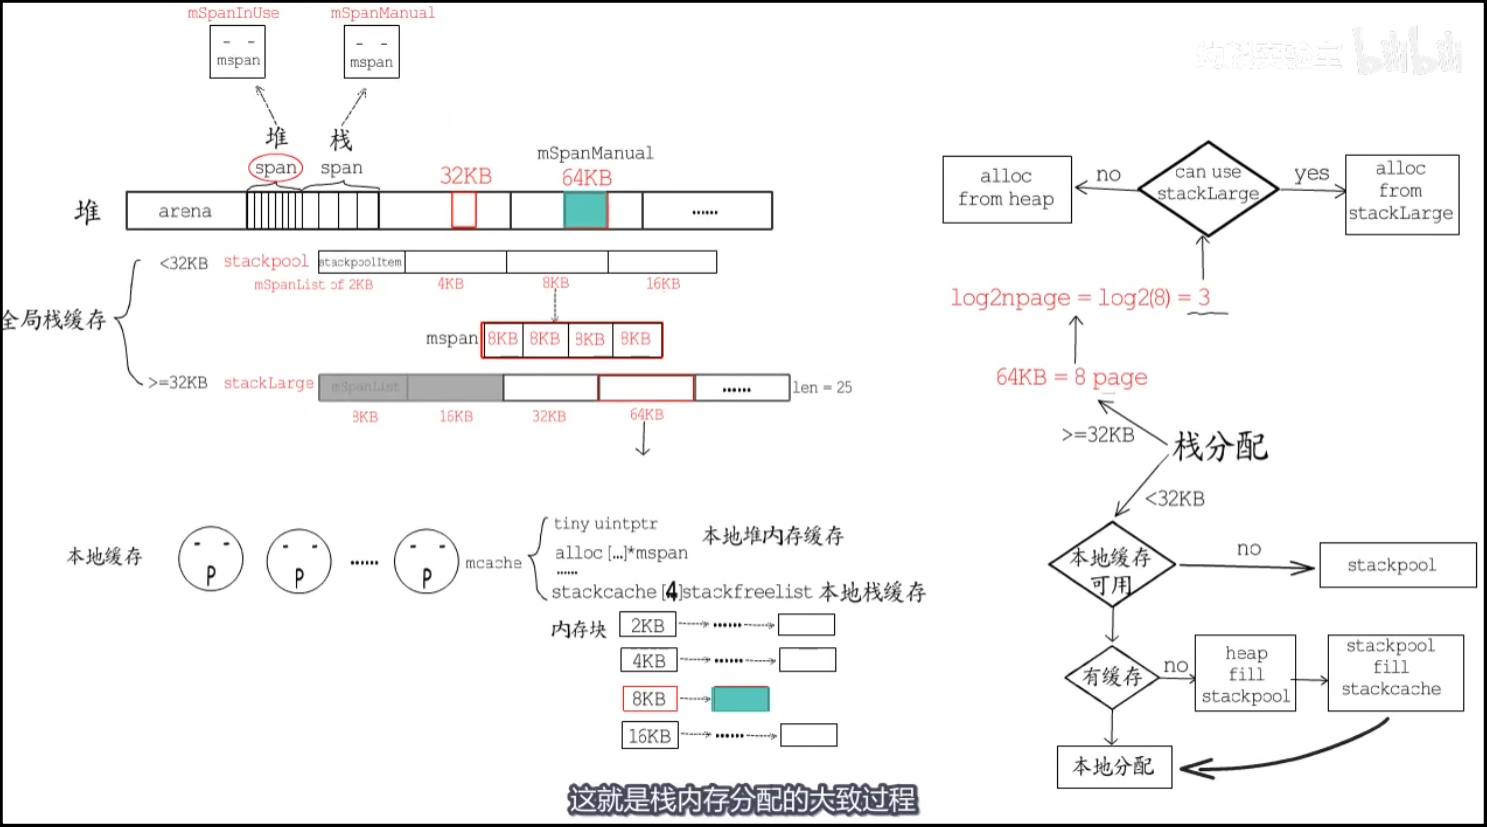 mSpanInUse
mSpanManual
- -
mspan
- -
mspan
堆
栈
span
span
堆
arena
32KB
mSpanManual
64KB
......
全局栈缓存
<32KB
stackpool
stackpoolItem
mSpanList of 2KB
4KB
8KB
16KB
mspan
8KB
8KB
8KB
8KB
>=32KB
stackLarge
mSpanList
......
len = 25
8KB
16KB
32KB
64KB
本地缓存
- -
P
- -
P
......
- -
P
mcache
tiny uintptr
alloc […]*mspan
......
stackcache [4]stackfreelist
本地堆内存缓存
本地栈缓存
内存块
2KB
......
4KB
......
8KB
16KB
......
alloc
from heap
no
can use
stackLarge
yes
alloc
from
stackLarge
log2npage = log2(8) = 3
64KB = 8 page
>=32KB
栈分配
<32KB
本地缓存
可用
no
stackpool
有缓存
no
heap
fill
stackpool
stackpool
fill
stackcache
本地分配
这就是栈内存分配的大致过程
bilibili